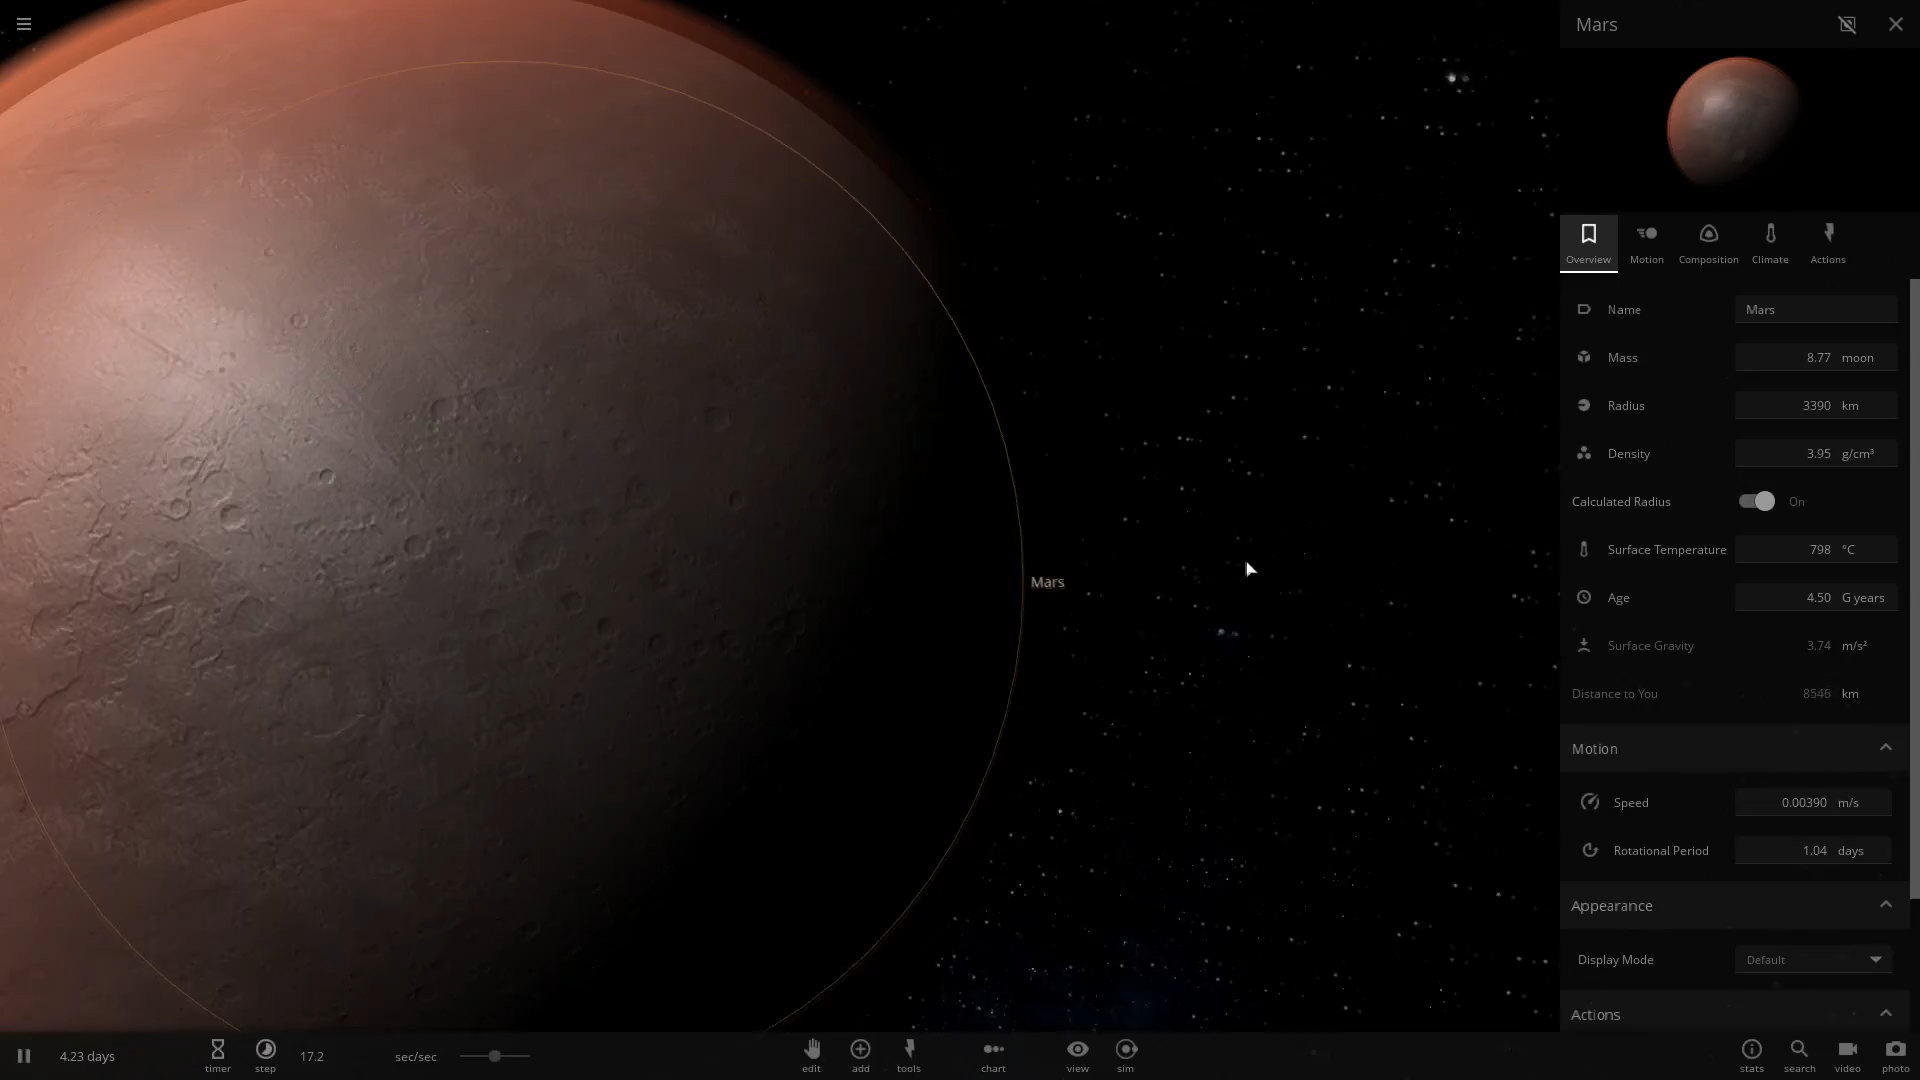 Mars
Overview Motion Composition Climate Actions
Name Mars
Mass 8.77 moon
Radius 3390 km
Density 3.95 g/cm³
Calculated Radius On
Surface Temperature 798 °C
Age 4.50 G years
Surface Gravity 3.74 m/s²
Distance to You 8546 km
Motion
Speed 0.00390 m/s
Rotational Period 1.04 days
Appearance
Display Mode Default
Actions
Mars
4.23 days timer step 17.2 sec/sec edit add tools chart view sim stats search video photo